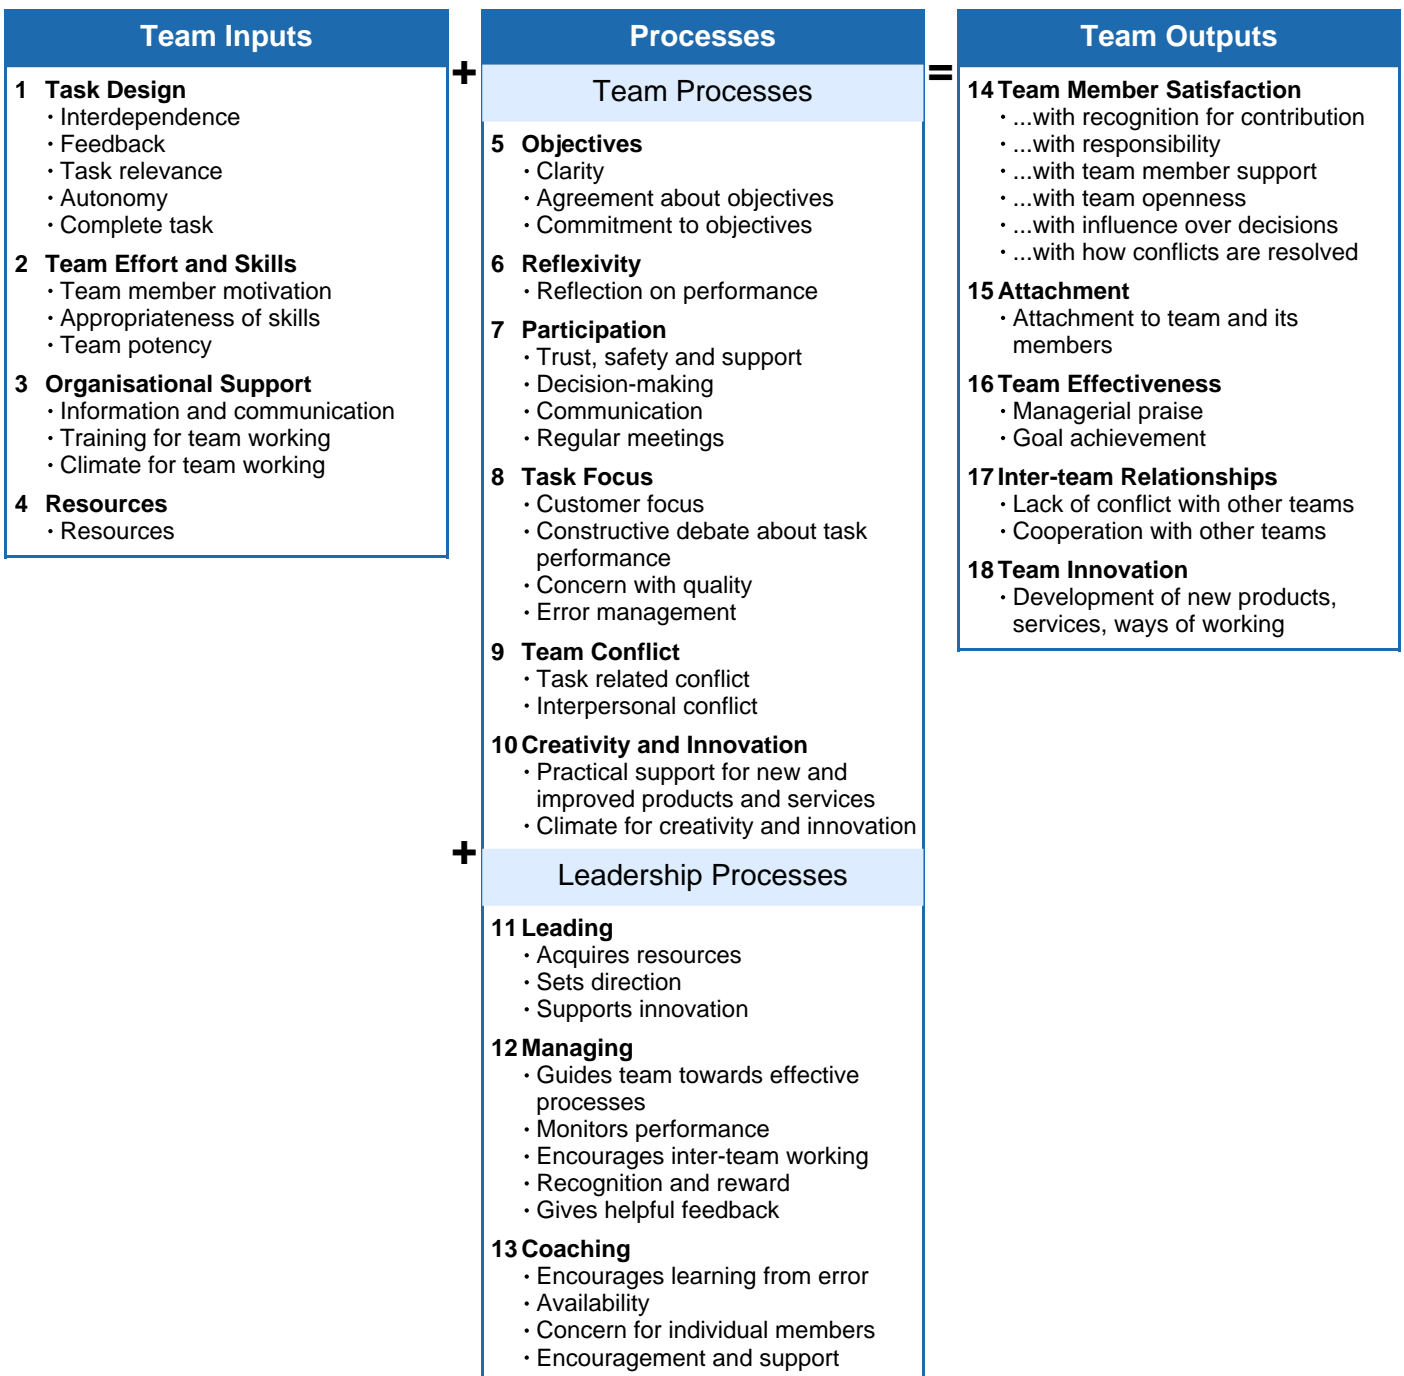 Team Inputs
1 Task Design
· Interdependence
· Feedback
· Task relevance
· Autonomy
· Complete task
2 Team Effort and Skills
· Team member motivation
· Appropriateness of skills
· Team potency
3 Organisational Support
· Information and communication
· Training for team working
· Climate for team working
4 Resources
· Resources
+
Processes
Team Processes
5 Objectives
· Clarity
· Agreement about objectives
· Commitment to objectives
6 Reflexivity
· Reflection on performance
7 Participation
· Trust, safety and support
· Decision-making
· Communication
· Regular meetings
8 Task Focus
· Customer focus
· Constructive debate about task
performance
· Concern with quality
· Error management
9 Team Conflict
· Task related conflict
· Interpersonal conflict
10 Creativity and Innovation
· Practical support for new and
improved products and services
· Climate for creativity and innovation
+
Leadership Processes
11 Leading
· Acquires resources
· Sets direction
· Supports innovation
12 Managing
· Guides team towards effective
processes
· Monitors performance
· Encourages inter-team working
· Recognition and reward
· Gives helpful feedback
13 Coaching
· Encourages learning from error
· Availability
· Concern for individual members
· Encouragement and support
=
Team Outputs
14 Team Member Satisfaction
· ...with recognition for contribution
· ...with responsibility
· ...with team member support
· ...with team openness
· ...with influence over decisions
· ...with how conflicts are resolved
15 Attachment
· Attachment to team and its
members
16 Team Effectiveness
· Managerial praise
· Goal achievement
17 Inter-team Relationships
· Lack of conflict with other teams
· Cooperation with other teams
18 Team Innovation
· Development of new products,
services, ways of working